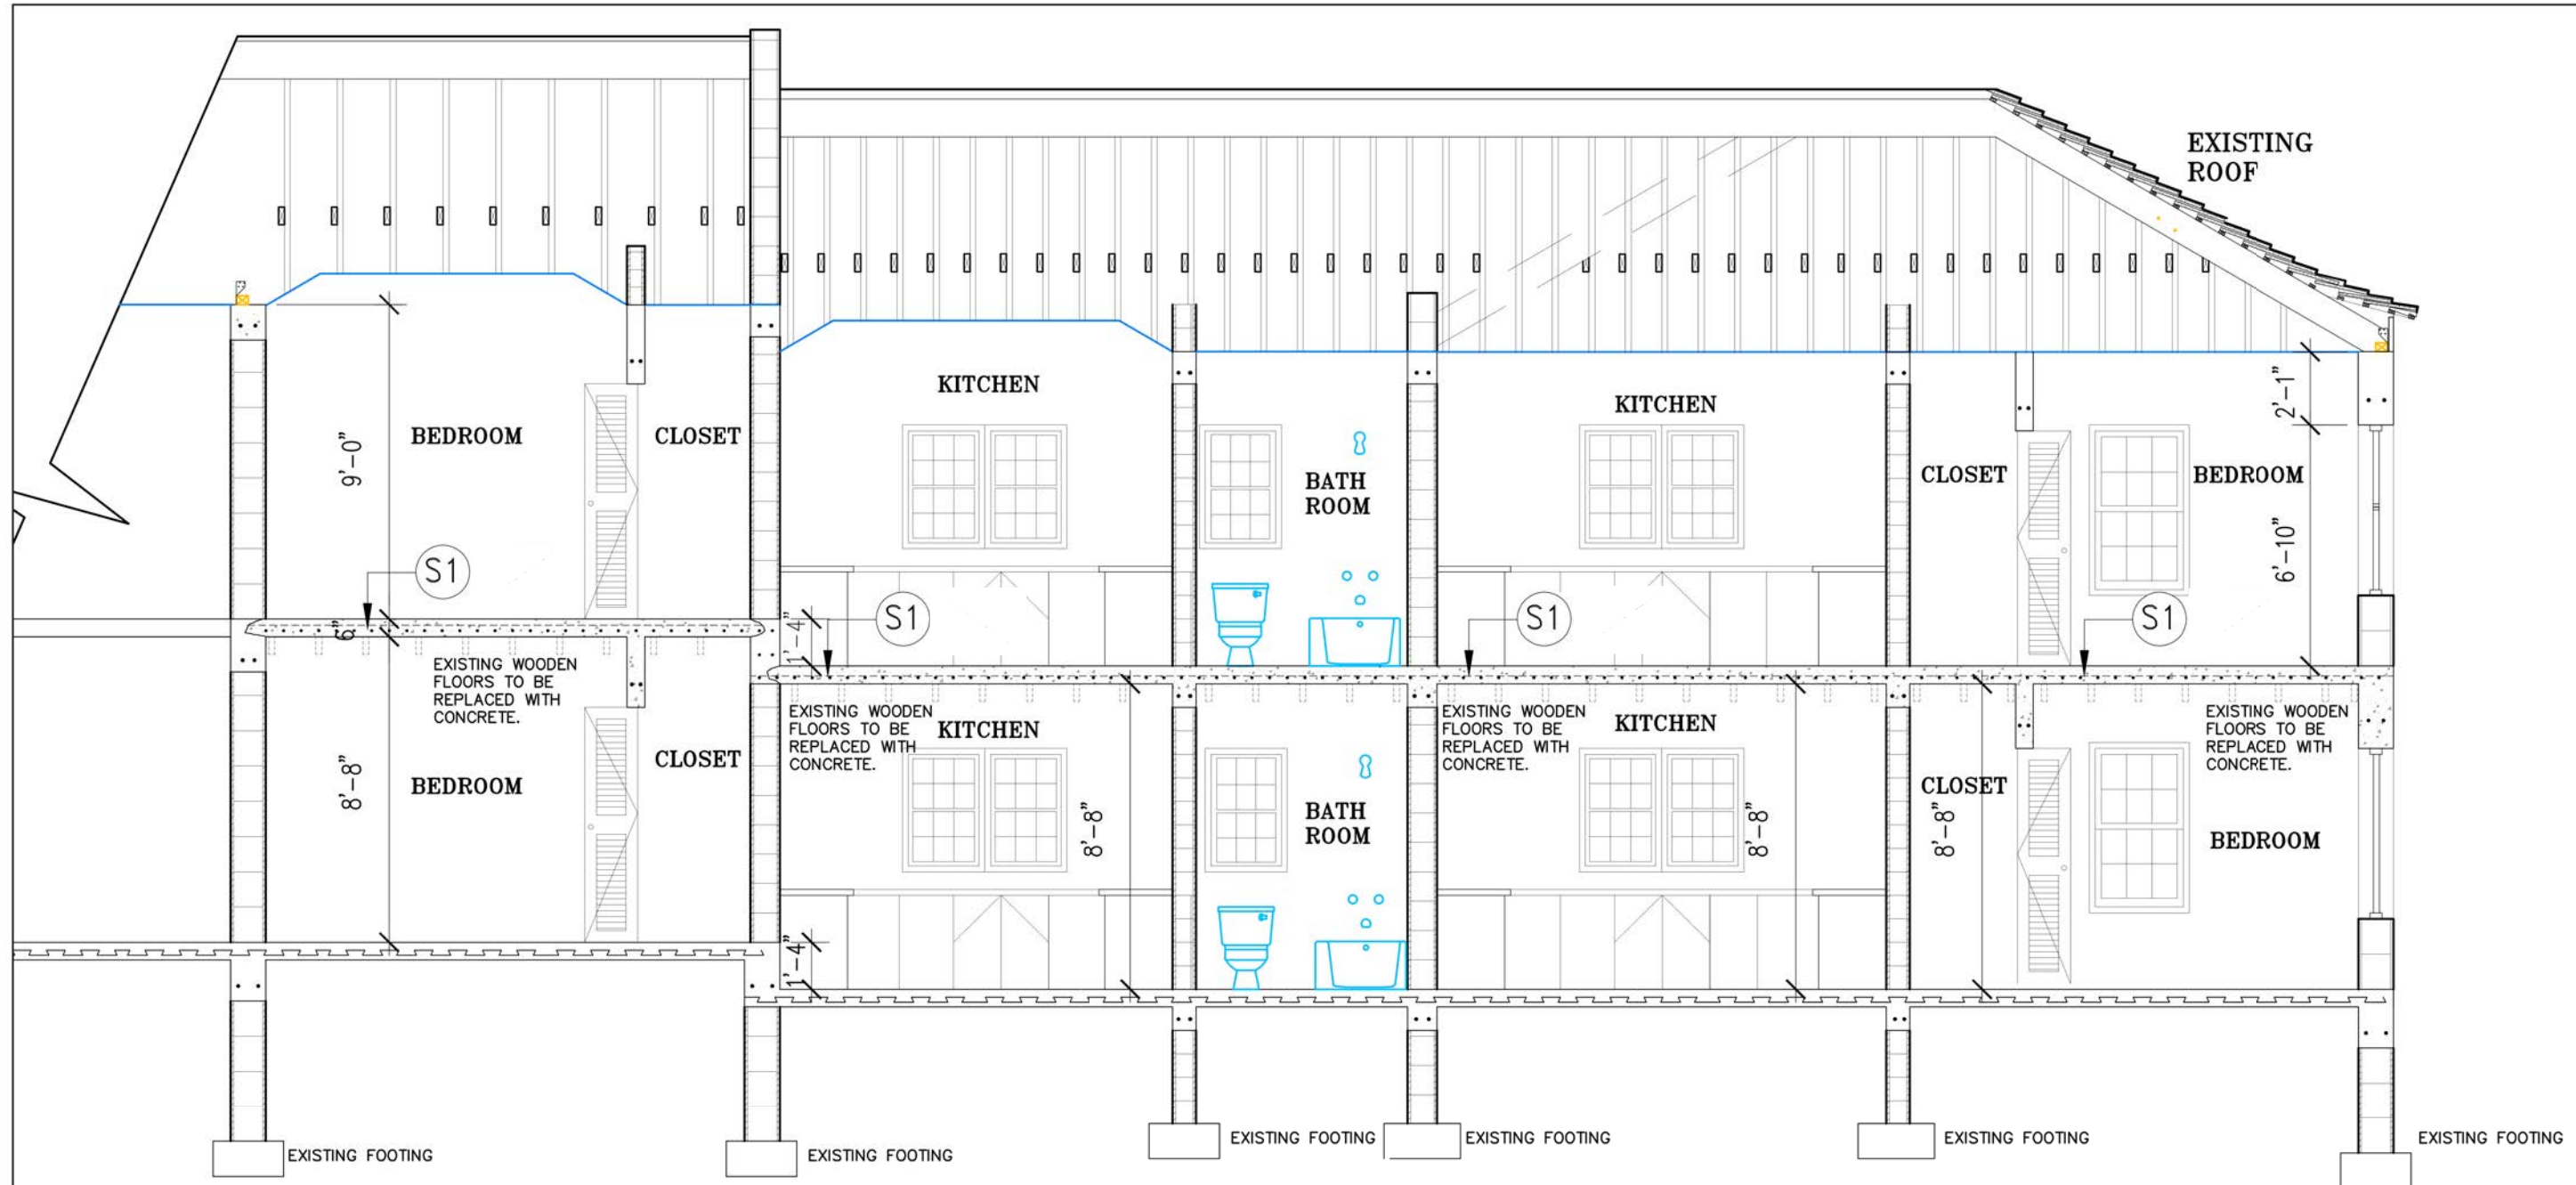 EXISTING
ROOF
KITCHEN
KITCHEN
2'-1"
9'-0"
BEDROOM
CLOSET
BATH
ROOM
CLOSET
BEDROOM
6'-10"
S1
S1
S1
S1
6"
1'-4"
EXISTING WOODEN
FLOORS TO BE
REPLACED WITH
CONCRETE.
EXISTING WOODEN
FLOORS TO BE
REPLACED WITH
CONCRETE.
KITCHEN
EXISTING WOODEN
FLOORS TO BE
REPLACED WITH
CONCRETE.
KITCHEN
EXISTING WOODEN
FLOORS TO BE
REPLACED WITH
CONCRETE.
8'-8"
BEDROOM
CLOSET
8'-8"
BATH
ROOM
8'-8"
CLOSET
8'-8"
BEDROOM
1'-4"
EXISTING FOOTING
EXISTING FOOTING
EXISTING FOOTING
EXISTING FOOTING
EXISTING FOOTING
EXISTING FOOTING